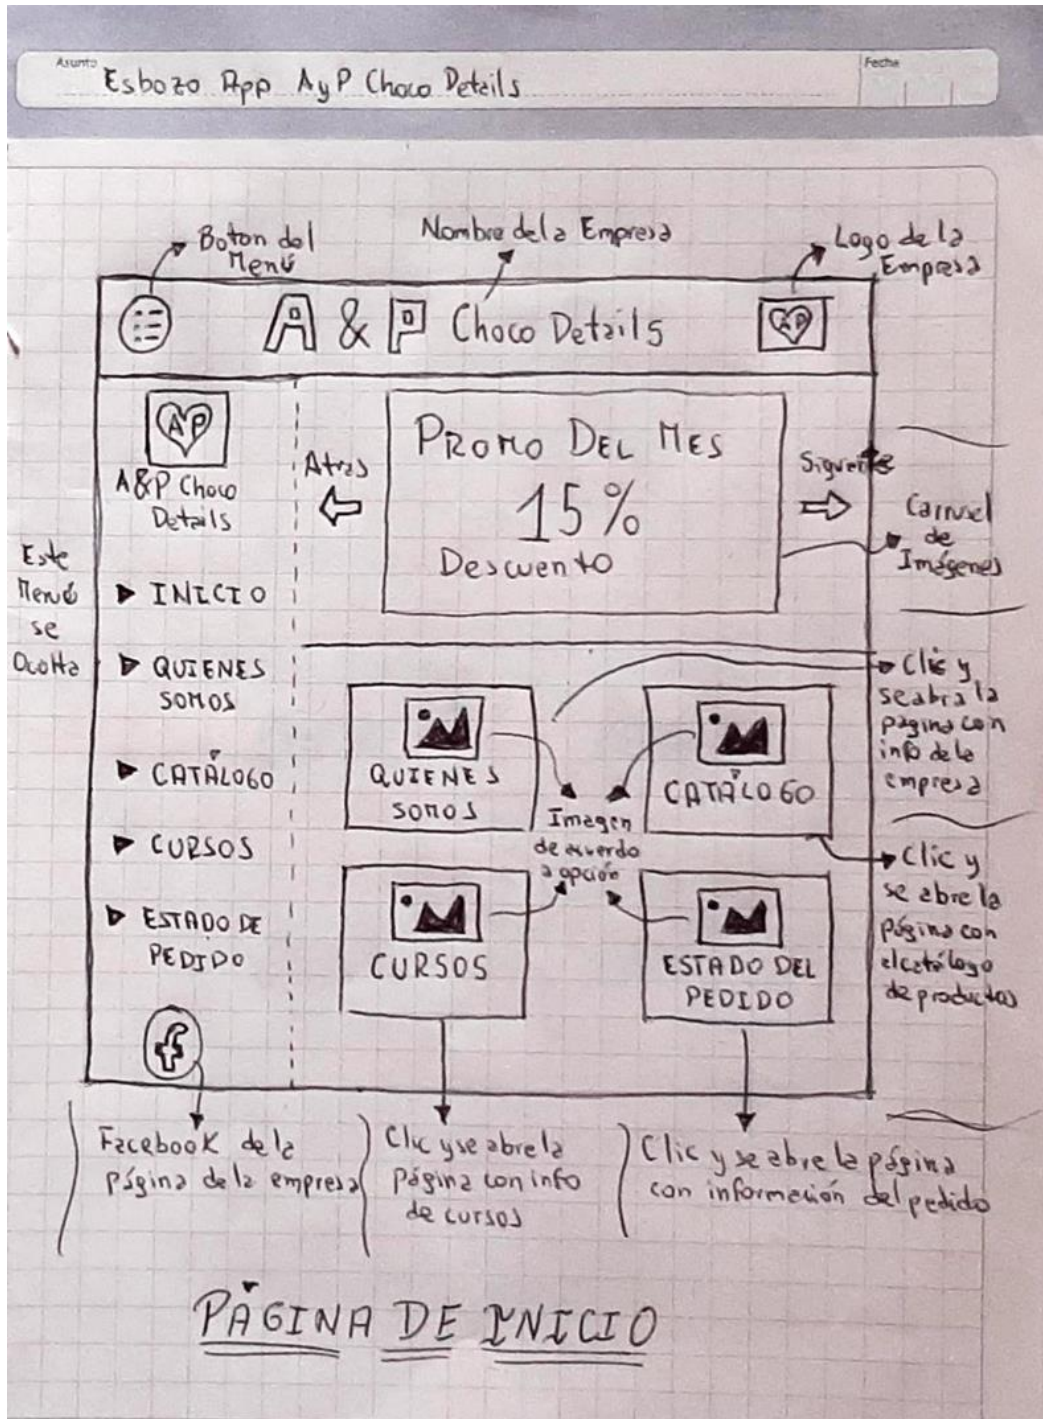 Asunto
Esbozo App AyP Choco Details
Fecha
Boton del
Menú
Nombre de la Empresa
Logo de la
Empresa
A & P Choco Details
AP
AP
A&P Choco
Details
Este
Menú
se
Oculta
INICIO
QUIENES
SOMOS
CATÁLOGO
CURSOS
ESTADO DE
PEDIDO
f
Atras
PROMO DEL MES
15%
Descuento
Siguiente
Carrusel
de
Imágenes
QUIENES
SOMOS
CATÁLOGO
Imagen
de acuerdo
a opción
CURSOS
ESTADO DEL
PEDIDO
Clic y
se abra la
página con
info de la
empresa
Clic y
se abre la
página con
el catálogo
de productos
Facebook de la
página de la empresa
Clic y se abre la
página con info
de cursos
Clic y se abre la página
con información del pedido
PÁGINA DE INICIO